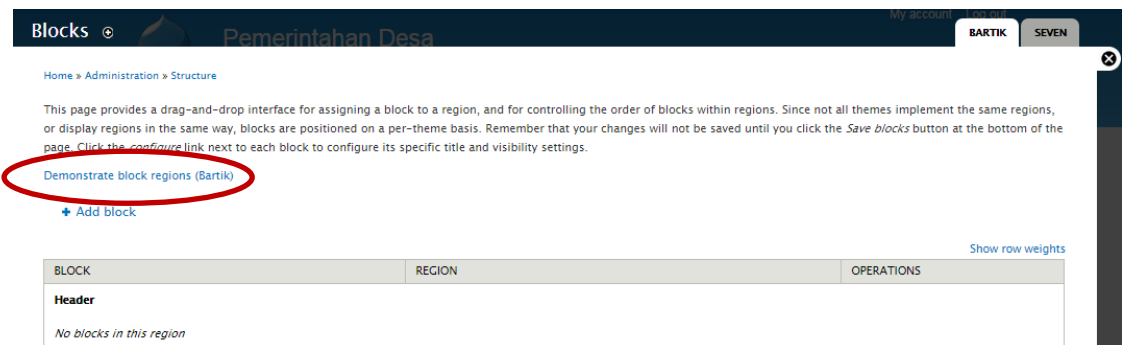 My account Log out
Blocks
Pemerintahan Desa
BARTIK SEVEN
Home » Administration » Structure
This page provides a drag-and-drop interface for assigning a block to a region, and for controlling the order of blocks within regions. Since not all themes implement the same regions,
or display regions in the same way, blocks are positioned on a per-theme basis. Remember that your changes will not be saved until you click the Save blocks button at the bottom of the
page. Click the configure link next to each block to configure its specific title and visibility settings.
Demonstrate block regions (Bartik)
+ Add block
Show row weights
BLOCK REGION OPERATIONS
Header
No blocks in this region